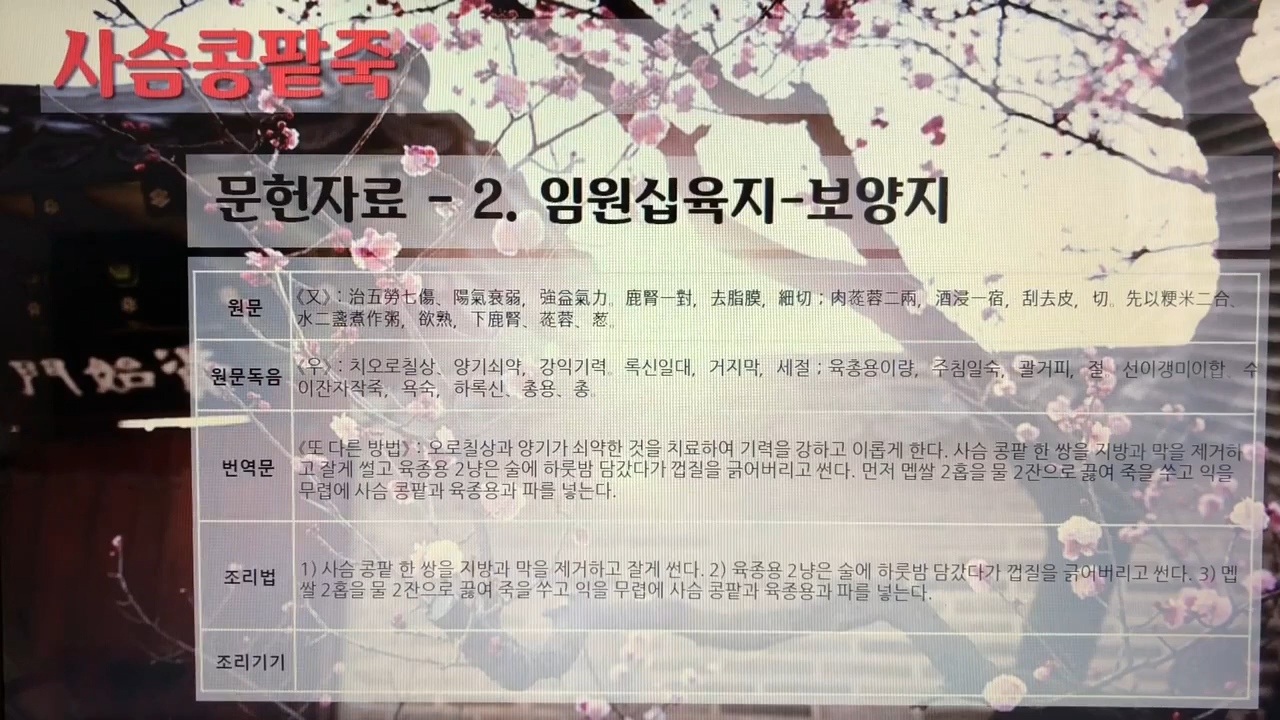 사슴콩팥죽
문헌자료 - 2. 임원십육지-보양지
원문
《又》: 治五勞七傷、陽氣衰弱, 強益氣力。鹿腎一對, 去脂膜, 細切 ; 肉蓯蓉二兩, 酒浸一宿, 刮去皮, 切。先以粳米二合、
水二盞煮作粥, 欲熟, 下鹿腎、蓯蓉、葱。
원문독음
《우》: 치오로칠상、양기쇠약, 강익기력。록신일대, 거지막, 세절 ; 육종용이량, 주침일숙, 괄거피, 절。선이갱미이합、수
이잔자작죽, 욕숙, 하록신、총용、총。
번역문
《또 다른 방법》: 오로칠상과 양기가 쇠약한 것을 치료하여 기력을 강하고 이롭게 한다. 사슴 콩팥 한 쌍을 지방과 막을 제거하
고 잘게 썰고 육종용 2냥은 술에 하룻밤 담갔다가 껍질을 긁어버리고 썬다. 먼저 멥쌀 2홉을 물 2잔으로 끓여 죽을 쑤고 익을
무렵에 사슴 콩팥과 육종용과 파를 넣는다.
조리법
1) 사슴 콩팥 한 쌍을 지방과 막을 제거하고 잘게 썬다. 2) 육종용 2냥은 술에 하룻밤 담갔다가 껍질을 긁어버리고 썬다. 3) 멥
쌀 2홉을 물 2잔으로 끓여 죽을 쑤고 익을 무렵에 사슴 콩팥과 육종용과 파를 넣는다.
조리기기
門始